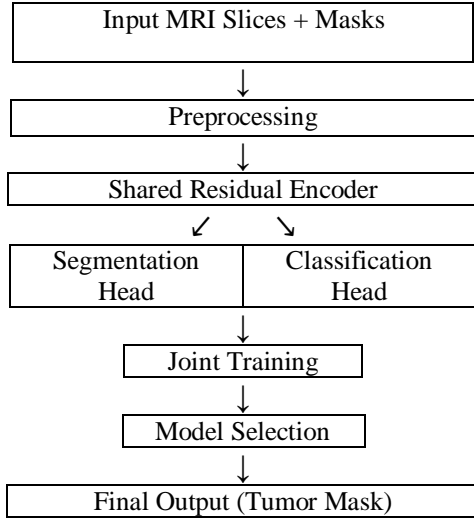 Input MRI Slices + Masks
↓
Preprocessing
↓
Shared Residual Encoder
↙ ↘
Segmentation Head
Classification Head
↓
Joint Training
↓
Model Selection
↓
Final Output (Tumor Mask)